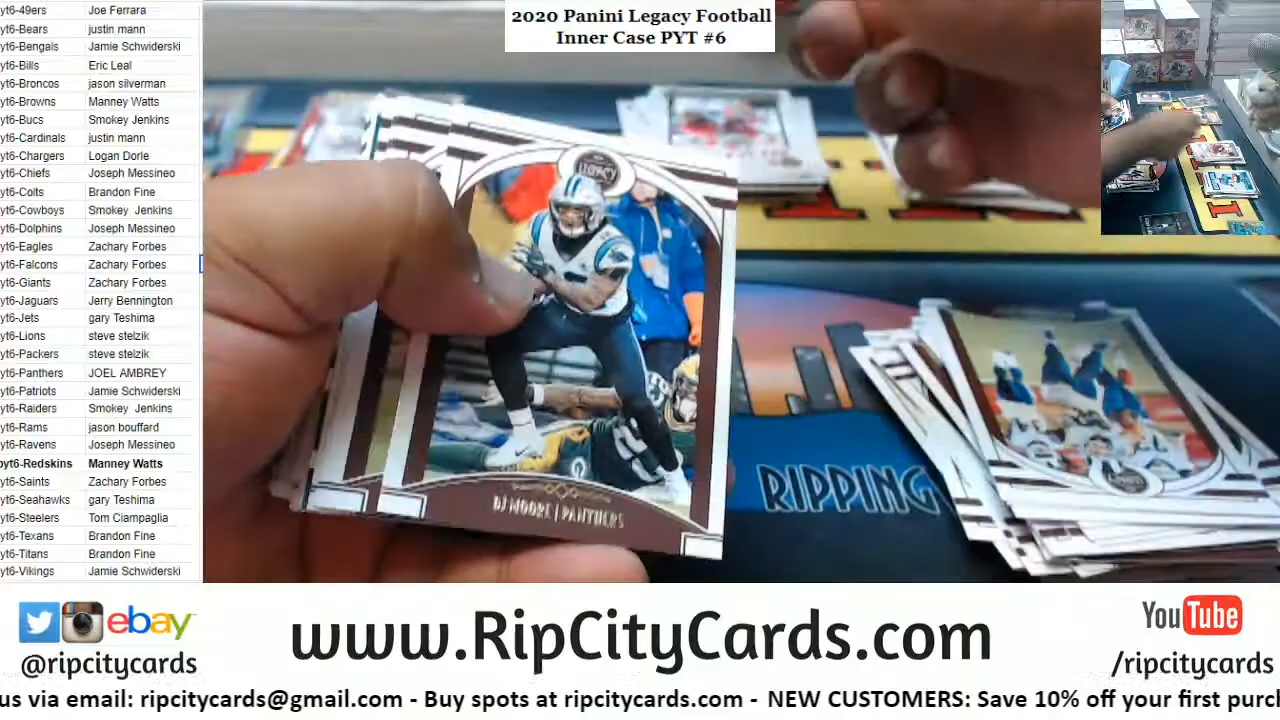 2020 Panini Legacy Football
Inner Case PYT #6
yt6-49ers Joe Ferrara
yt6-Bears justin mann
yt6-Bengals Jamie Schwiderski
yt6-Bills Eric Leal
yt6-Broncos jason silverman
yt6-Browns Manney Watts
yt6-Bucs Smokey Jenkins
yt6-Cardinals justin mann
yt6-Chargers Logan Dorle
yt6-Chiefs Joseph Messineo
yt6-Colts Brandon Fine
yt6-Cowboys Smokey Jenkins
yt6-Dolphins Joseph Messineo
yt6-Eagles Zachary Forbes
yt6-Falcons Zachary Forbes
yt6-Giants Zachary Forbes
yt6-Jaguars Jerry Bennington
yt6-Jets gary Teshima
yt6-Lions steve stelzik
yt6-Packers steve stelzik
yt6-Panthers JOEL AMBREY
yt6-Patriots Jamie Schwiderski
yt6-Raiders Smokey Jenkins
yt6-Rams jason bouffard
yt6-Ravens Joseph Messineo
yt6-Redskins Manney Watts
yt6-Saints Zachary Forbes
yt6-Seahawks gary Teshima
yt6-Steelers Tom Ciampaglia
yt6-Texans Brandon Fine
yt6-Titans Brandon Fine
yt6-Vikings Jamie Schwiderski
LEGACY
DJ MOORE | PANTHERS
RIPPING
ebay
@ripcitycards
www.RipCityCards.com
YouTube
/ripcitycards
us via email: ripcitycards@gmail.com - Buy spots at ripcitycards.com - NEW CUSTOMERS: Save 10% off your first purch